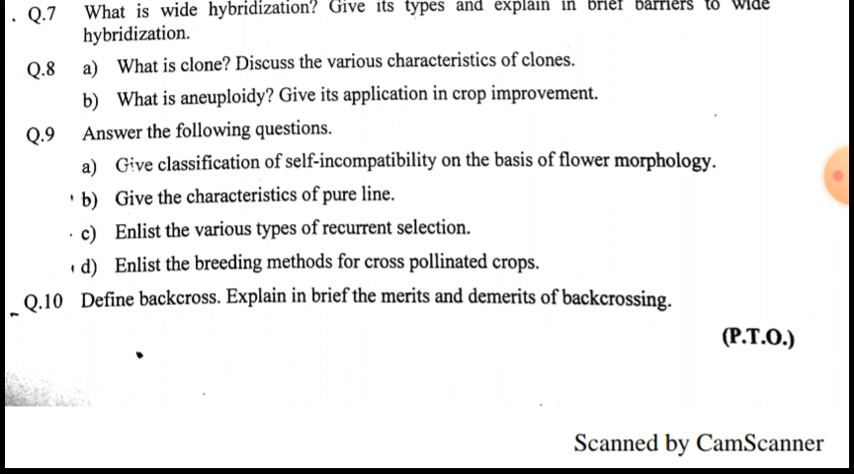 Q.7 What is wide hybridization? Give its types and explain in brief barriers to wide
hybridization.
Q.8 a) What is clone? Discuss the various characteristics of clones.
b) What is aneuploidy? Give its application in crop improvement.
Q.9 Answer the following questions.
a) Give classification of self-incompatibility on the basis of flower morphology.
b) Give the characteristics of pure line.
c) Enlist the various types of recurrent selection.
d) Enlist the breeding methods for cross pollinated crops.
Q.10 Define backcross. Explain in brief the merits and demerits of backcrossing.
(P.T.O.)
Scanned by CamScanner